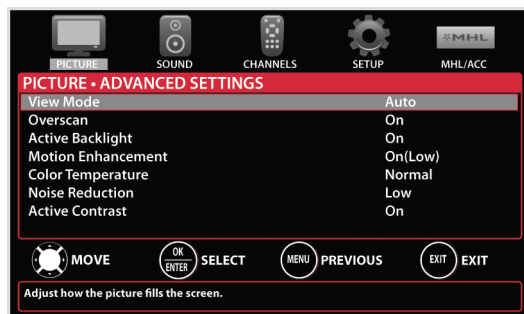 PICTURE SOUND CHANNELS SETUP MHL MHL/ACC
PICTURE • ADVANCED SETTINGS
View Mode Auto
Overscan On
Active Backlight On
Motion Enhancement On(Low)
Color Temperature Normal
Noise Reduction Low
Active Contrast On
MOVE OK ENTER SELECT MENU PREVIOUS EXIT EXIT
Adjust how the picture fills the screen.